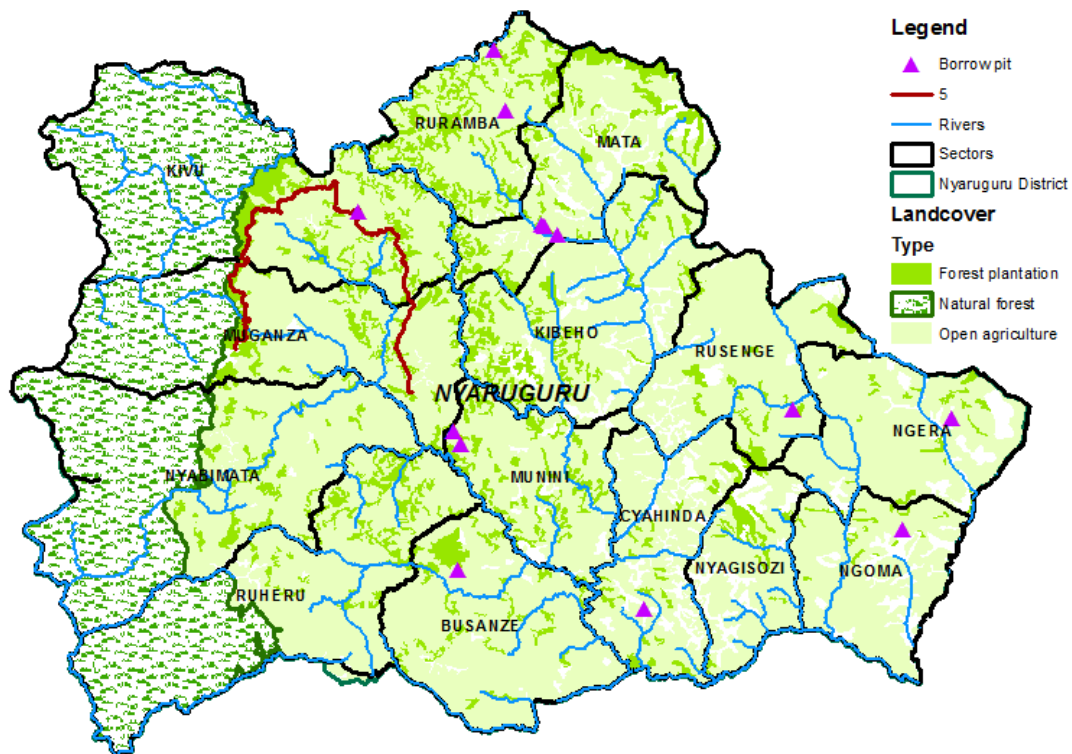 Legend
Borrow pit
5
Rivers
Sectors
Nyaruguru District
Landcover
Type
Forest plantation
Natural forest
Open agriculture
RURAMBA
MATA
KIVU
MUGANZA
KIBEHO
RUSENGE
NYARUGURU
NGERA
NYABIMATA
MUNINI
CYAHINDA
NYAGISOZI
NGOMA
RUHERU
BUSANZE